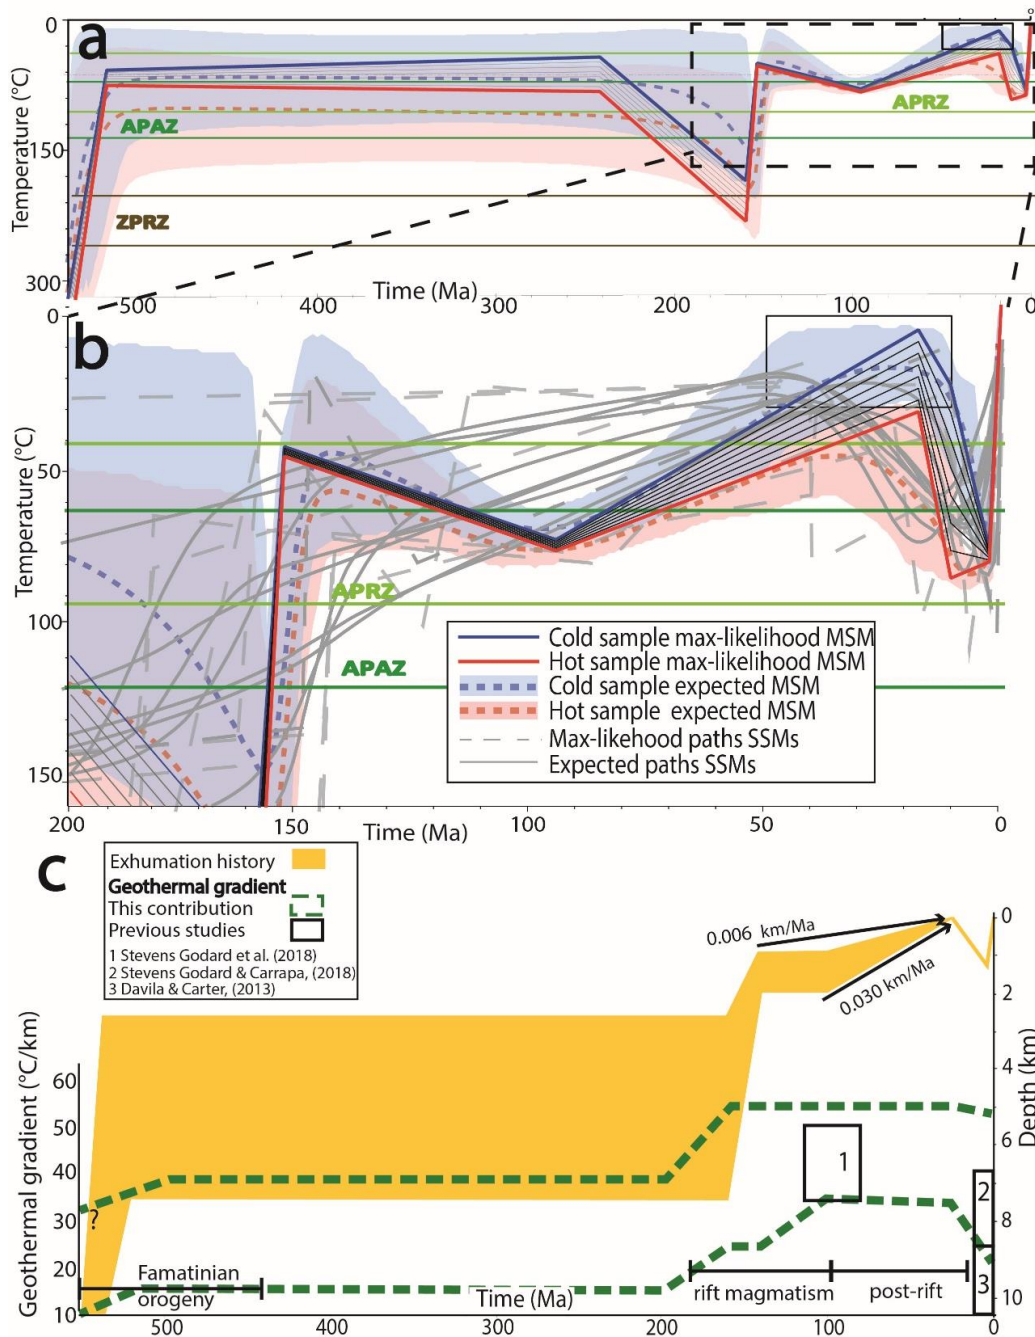 a
0
150
300
Temperature (°C)
APAZ
APRZ
ZPRZ
500
400
Time (Ma)
300
200
100
0
b
0
50
100
150
Temperature (°C)
APRZ
APAZ
Cold sample max-likelihood MSM
Hot sample max-likelihood MSM
Cold sample expected MSM
Hot sample expected MSM
Max-likehood paths SSMs
Expected paths SSMs
200
150
Time (Ma)
100
50
0
c
Exhumation history
Geothermal gradient
This contribution
Previous studies
1 Stevens Godard et al. (2018)
2 Stevens Godard & Carrapa, (2018)
3 Davila & Carter, (2013)
0.006 km/Ma
0.030 km/Ma
Geothermal gradient (°C/km)
60
50
40
30
20
10
0
2
4
6
8
10
Depth (km)
?
1
2
3
Famatinian
orogeny
Time (Ma)
rift magmatism
post-rift
500
400
300
200
100
0